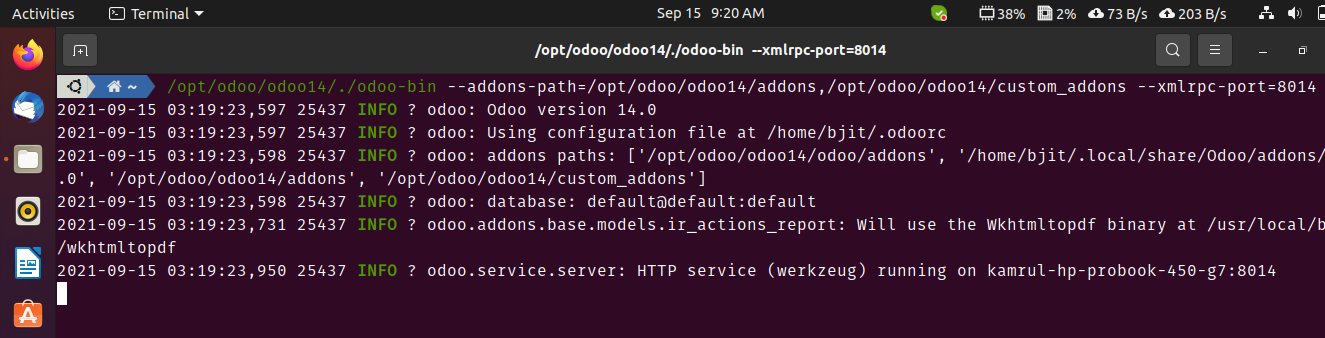 Activities Terminal Sep 15 9:20 AM 38% 2% 73 B/s 203 B/s
/opt/odoo/odoo14/./odoo-bin --xmlrpc-port=8014
~ /opt/odoo/odoo14/./odoo-bin --addons-path=/opt/odoo/odoo14/addons,/opt/odoo/odoo14/custom_addons --xmlrpc-port=8014
2021-09-15 03:19:23,597 25437 INFO ? odoo: Odoo version 14.0
2021-09-15 03:19:23,597 25437 INFO ? odoo: Using configuration file at /home/bjit/.odoorc
2021-09-15 03:19:23,598 25437 INFO ? odoo: addons paths: ['/opt/odoo/odoo14/odoo/addons', '/home/bjit/.local/share/Odoo/addons/
.0', '/opt/odoo/odoo14/addons', '/opt/odoo/odoo14/custom_addons']
2021-09-15 03:19:23,598 25437 INFO ? odoo: database: default@default:default
2021-09-15 03:19:23,731 25437 INFO ? odoo.addons.base.models.ir_actions_report: Will use the Wkhtmltopdf binary at /usr/local/b
/wkhtmltopdf
2021-09-15 03:19:23,950 25437 INFO ? odoo.service.server: HTTP service (werkzeug) running on kamrul-hp-probook-450-g7:8014